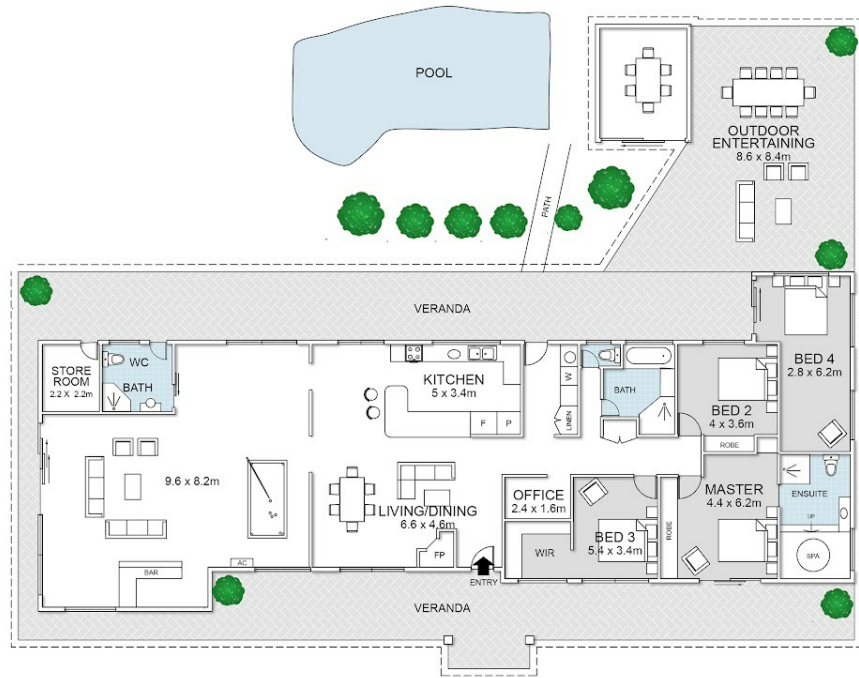 POOL
OUTDOOR
ENTERTAINING
8.6 x 8.4m
PATH
VERANDA
WC
BATH
STORE
ROOM
2.2 X 2.2m
KITCHEN
5 x 3.4m
F
P
W
LINEN
BATH
BED 2
4 x 3.6m
ROBE
BED 4
2.8 x 6.2m
9.6 x 8.2m
LIVING/DINING
6.6 x 4.6m
OFFICE
2.4 x 1.6m
MASTER
4.4 x 6.2m
ENSUITE
UP
BED 3
5.4 x 3.4m
ROBE
WIR
FP
SPA
AC
BAR
ENTRY
VERANDA